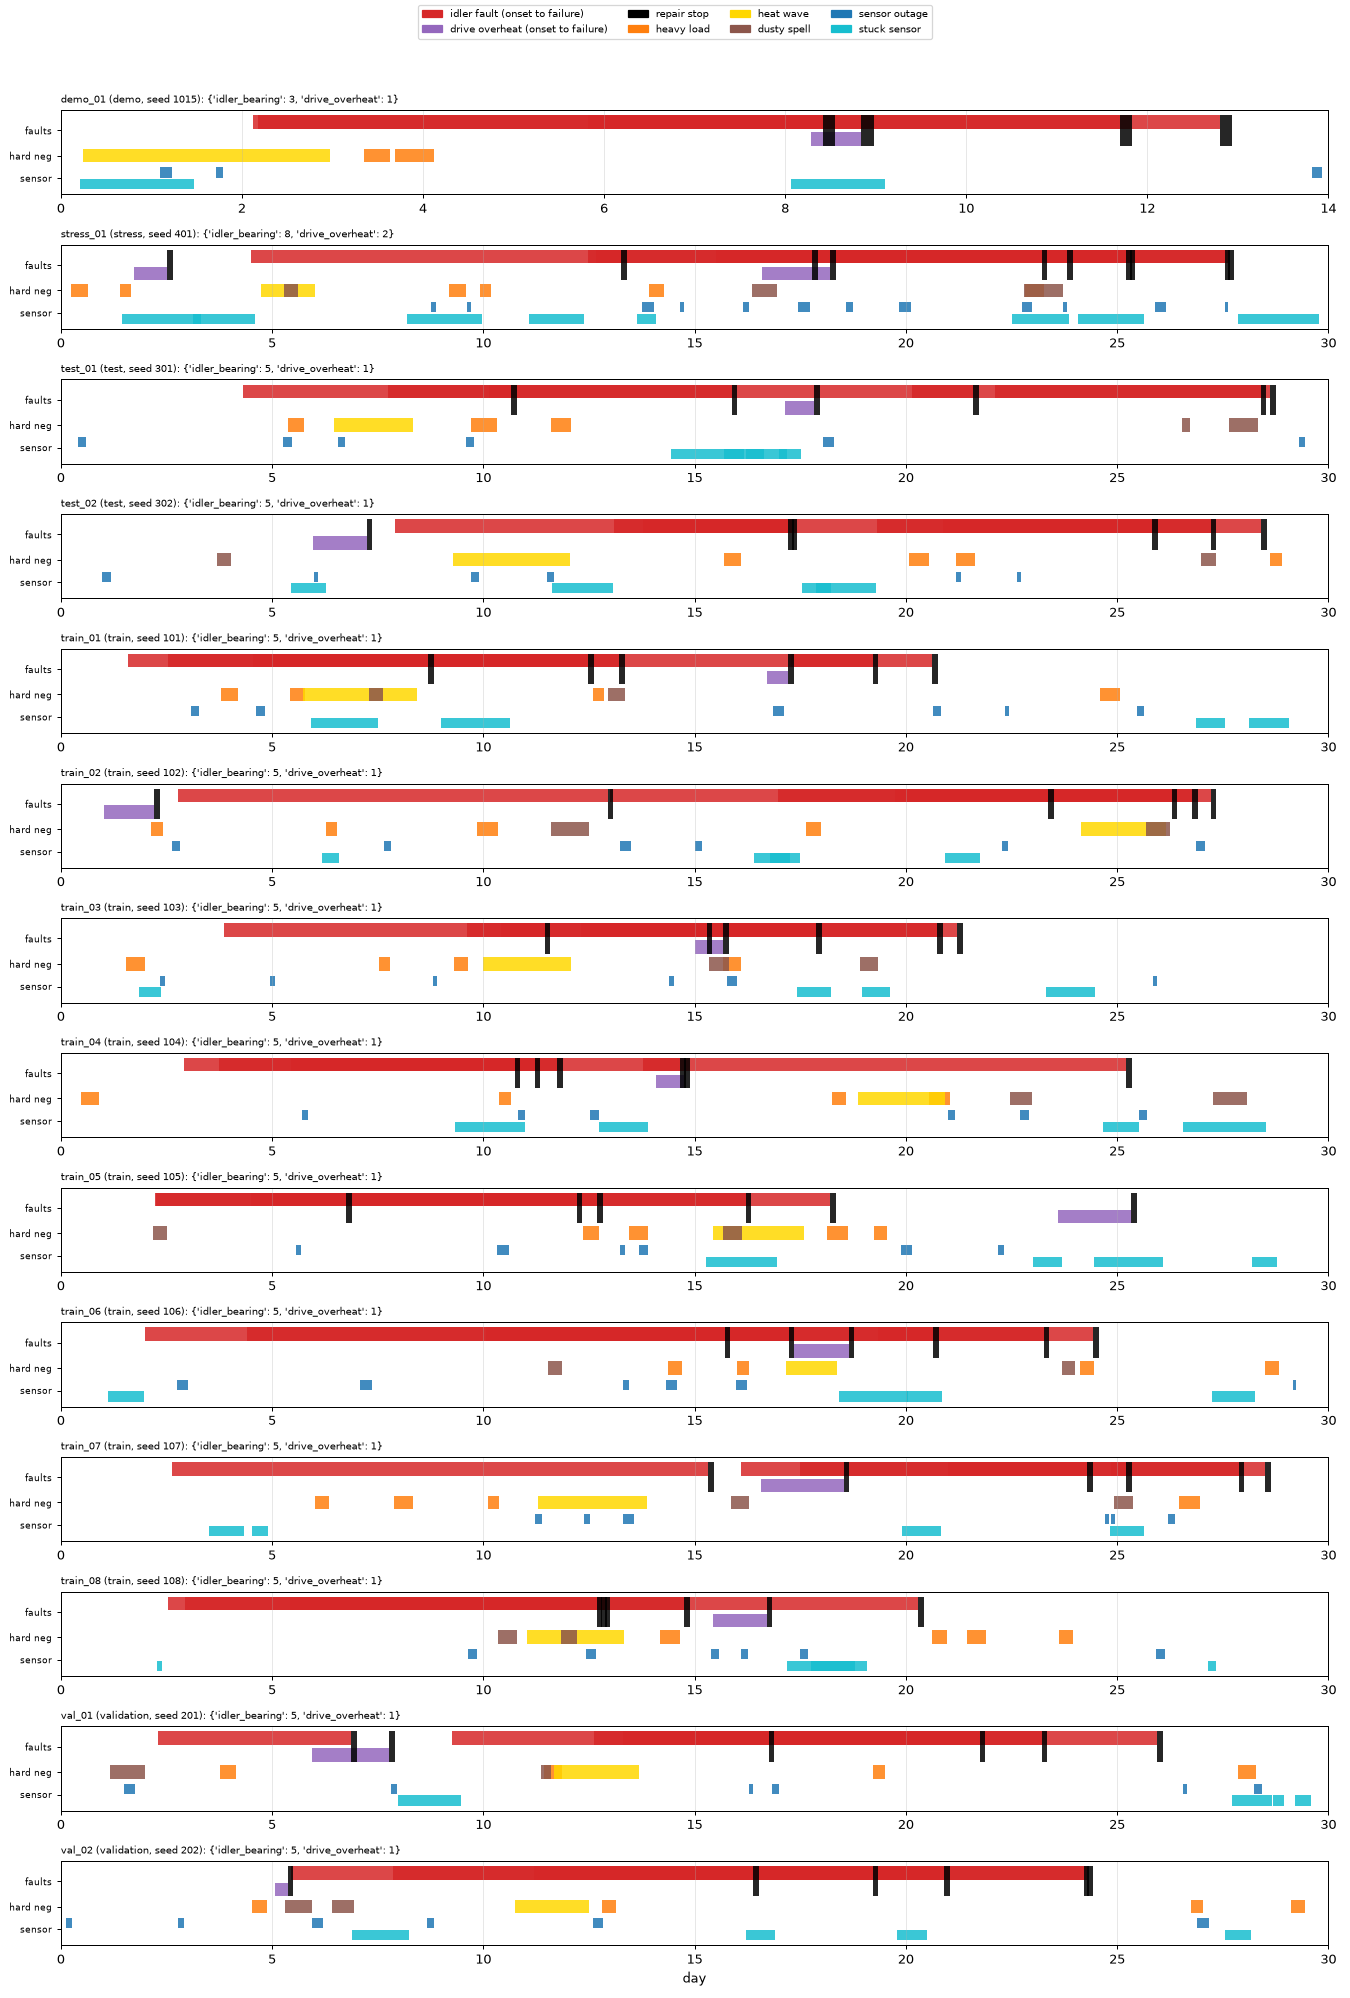 idler fault (onset to failure) repair stop heat wave sensor outage
drive overheat (onset to failure) heavy load dusty spell stuck sensor
demo_01 (demo, seed 1015): {'idler_bearing': 3, 'drive_overheat': 1}
faults
hard neg
sensor
0 2 4 6 8 10 12 14
stress_01 (stress, seed 401): {'idler_bearing': 8, 'drive_overheat': 2}
faults
hard neg
sensor
0 5 10 15 20 25 30
test_01 (test, seed 301): {'idler_bearing': 5, 'drive_overheat': 1}
faults
hard neg
sensor
0 5 10 15 20 25 30
test_02 (test, seed 302): {'idler_bearing': 5, 'drive_overheat': 1}
faults
hard neg
sensor
0 5 10 15 20 25 30
train_01 (train, seed 101): {'idler_bearing': 5, 'drive_overheat': 1}
faults
hard neg
sensor
0 5 10 15 20 25 30
train_02 (train, seed 102): {'idler_bearing': 5, 'drive_overheat': 1}
faults
hard neg
sensor
0 5 10 15 20 25 30
train_03 (train, seed 103): {'idler_bearing': 5, 'drive_overheat': 1}
faults
hard neg
sensor
0 5 10 15 20 25 30
train_04 (train, seed 104): {'idler_bearing': 5, 'drive_overheat': 1}
faults
hard neg
sensor
0 5 10 15 20 25 30
train_05 (train, seed 105): {'idler_bearing': 5, 'drive_overheat': 1}
faults
hard neg
sensor
0 5 10 15 20 25 30
train_06 (train, seed 106): {'idler_bearing': 5, 'drive_overheat': 1}
faults
hard neg
sensor
0 5 10 15 20 25 30
train_07 (train, seed 107): {'idler_bearing': 5, 'drive_overheat': 1}
faults
hard neg
sensor
0 5 10 15 20 25 30
train_08 (train, seed 108): {'idler_bearing': 5, 'drive_overheat': 1}
faults
hard neg
sensor
0 5 10 15 20 25 30
val_01 (validation, seed 201): {'idler_bearing': 5, 'drive_overheat': 1}
faults
hard neg
sensor
0 5 10 15 20 25 30
val_02 (validation, seed 202): {'idler_bearing': 5, 'drive_overheat': 1}
faults
hard neg
sensor
0 5 10 15 20 25 30
day